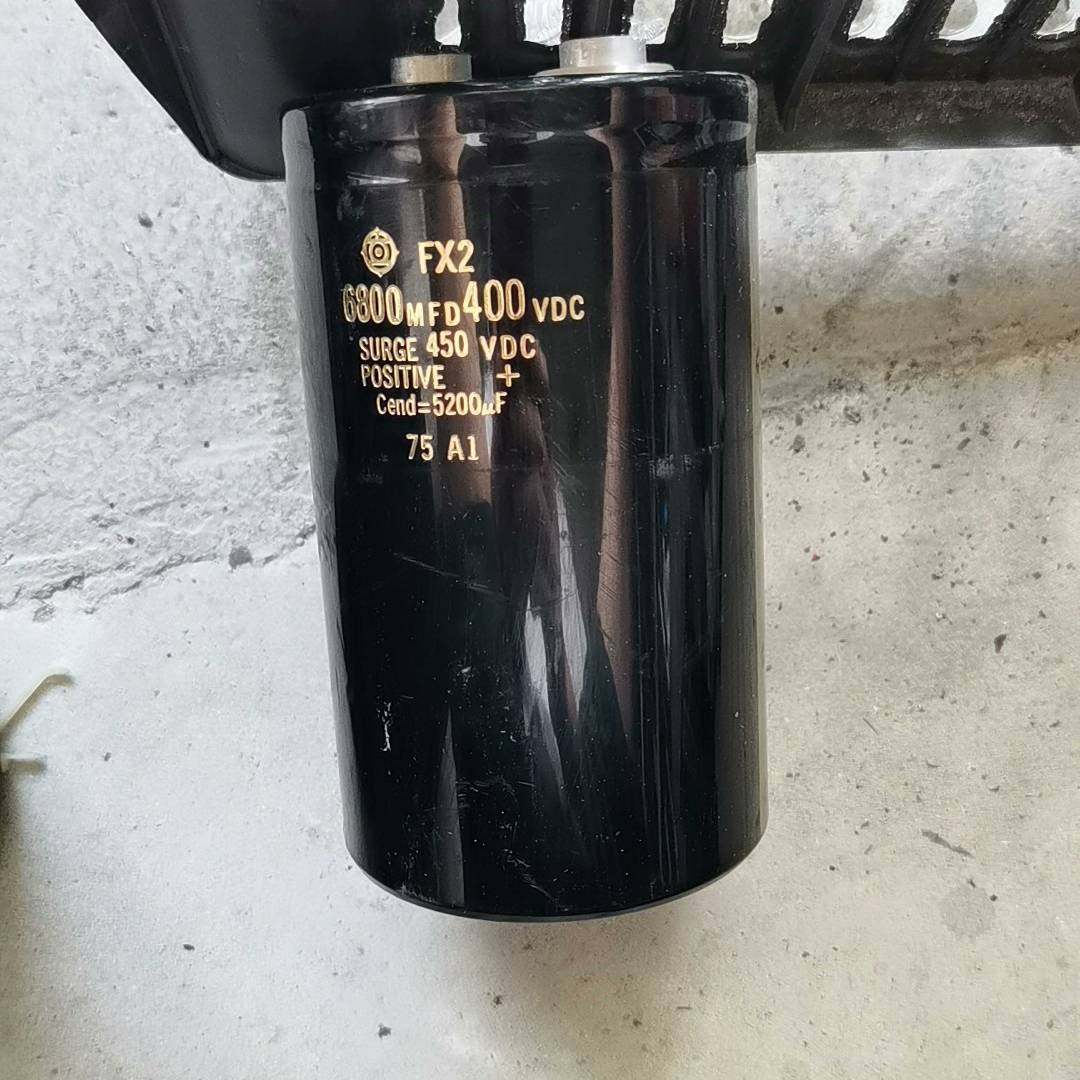 FX2
6800MFD400VDC
SURGE 450 VDC
POSITIVE +
Cend=5200µF
75 A1